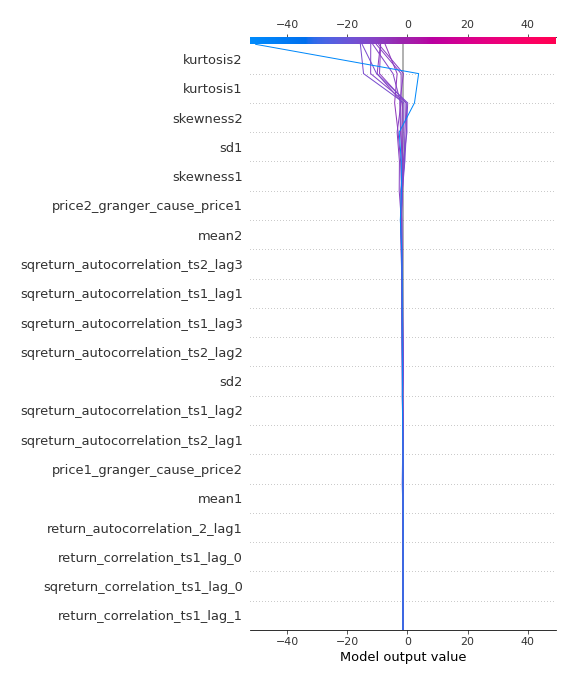 −40 −20 0 20 40
kurtosis2
kurtosis1
skewness2
sd1
skewness1
price2_granger_cause_price1
mean2
sqreturn_autocorrelation_ts2_lag3
sqreturn_autocorrelation_ts1_lag1
sqreturn_autocorrelation_ts1_lag3
sqreturn_autocorrelation_ts2_lag2
sd2
sqreturn_autocorrelation_ts1_lag2
sqreturn_autocorrelation_ts2_lag1
price1_granger_cause_price2
mean1
return_autocorrelation_2_lag1
return_correlation_ts1_lag_0
sqreturn_correlation_ts1_lag_0
return_correlation_ts1_lag_1
−40 −20 0 20 40
Model output value